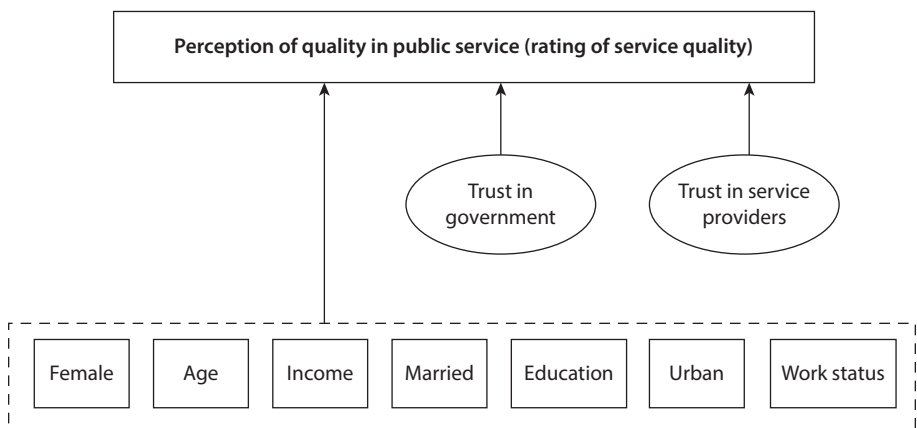 Perception of quality in public service (rating of service quality)
Trust in
government
Trust in service
providers
Female
Age
Income
Married
Education
Urban
Work status